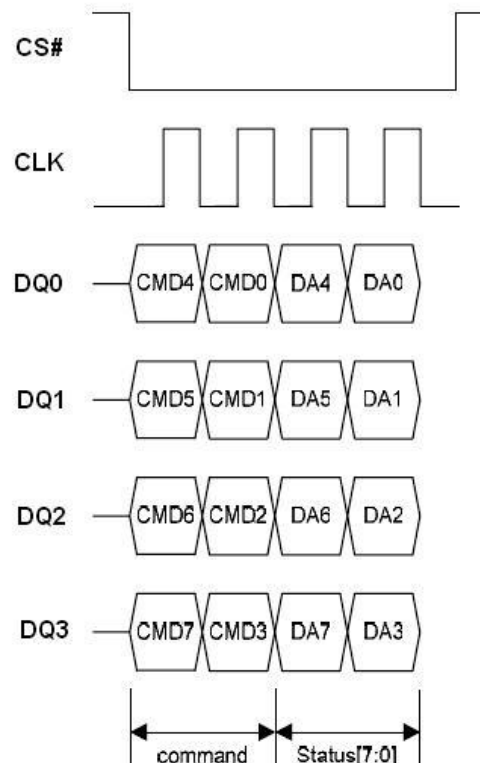 CS#
CLK
DQ0 CMD4 CMD0 DA4 DA0
DQ1 CMD5 CMD1 DA5 DA1
DQ2 CMD6 CMD2 DA6 DA2
DQ3 CMD7 CMD3 DA7 DA3
command Status[7:0]